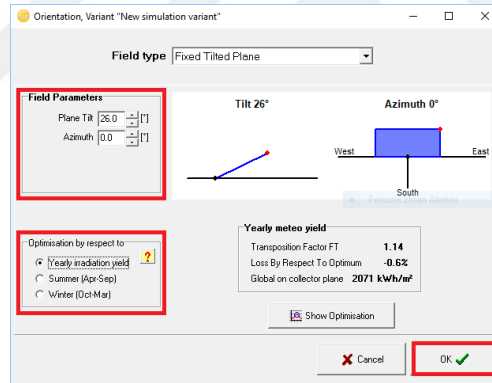 Orientation, Variant "New simulation variant"
Field type Fixed Tilted Plane
Field Parameters
Plane Tilt 26.0 [°]
Azimuth 0.0 [°]
Tilt 26°
Azimuth 0°
West East
South
Pencere Ekran Alıntısı
Optimisation by respect to
Yearly irradiation yield ?
Summer (Apr-Sep)
Winter (Oct-Mar)
Yearly meteo yield
Transposition Factor FT 1.14
Loss By Respect To Optimum -0.6%
Global on collector plane 2071 kWh/m²
Show Optimisation
Cancel OK